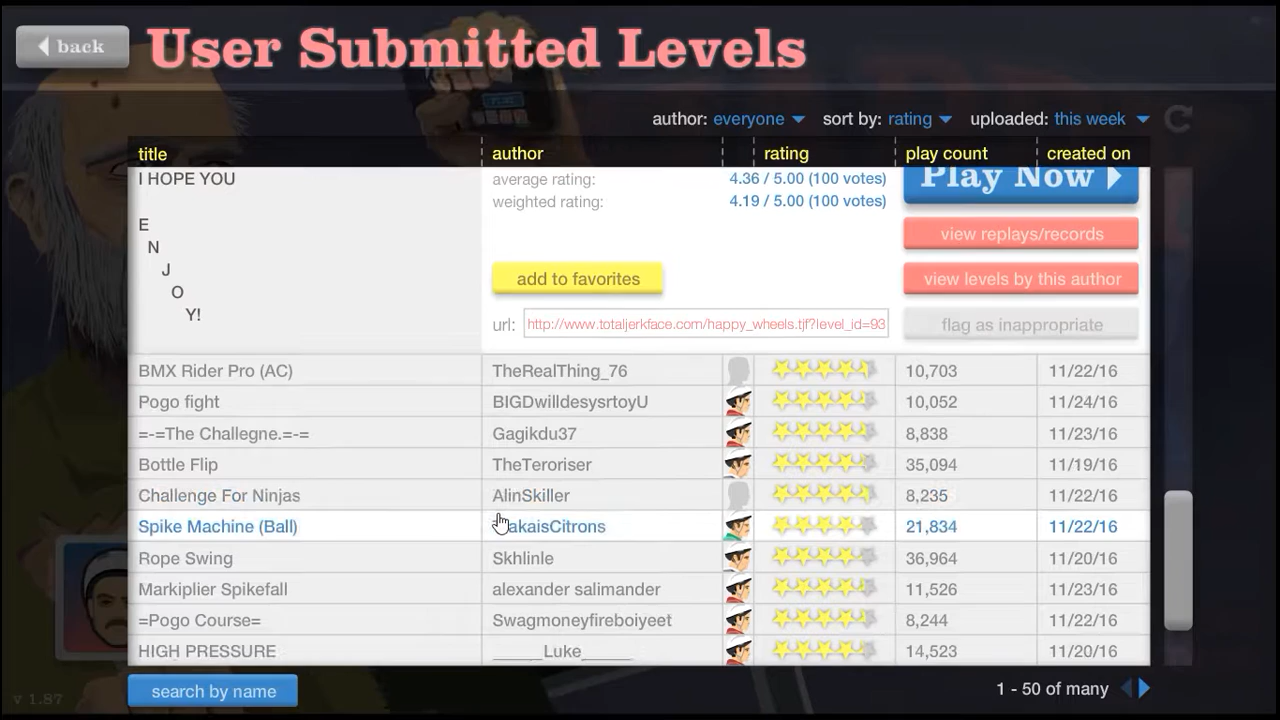 back
User Submitted Levels
author: everyone sort by: rating uploaded: this week
title author rating play count created on
I HOPE YOU
E
N
J
O
Y!
average rating: 4.36 / 5.00 (100 votes)
weighted rating: 4.19 / 5.00 (100 votes)
add to favorites
url: http://www.totaljerkface.com/happy_wheels.tjf?level_id=93
Play Now
view replays/records
view levels by this author
flag as inappropriate
BMX Rider Pro (AC) TheRealThing_76 10,703 11/22/16
Pogo fight BIGDwilldesysrtoyU 10,052 11/24/16
=-=The Challegne.=-= Gagikdu37 8,838 11/23/16
Bottle Flip TheTeroriser 35,094 11/19/16
Challenge For Ninjas AlinSkiller 8,235 11/22/16
Spike Machine (Ball) 21,834 11/22/16
Rope Swing Skhlinle 36,964 11/20/16
Markiplier Spikefall alexander salimander 11,526 11/23/16
=Pogo Course= Swagmoneyfireboiyeet 8,244 11/22/16
HIGH PRESSURE _____Luke______ 14,523 11/20/16
search by name
1 - 50 of many
v 1.87